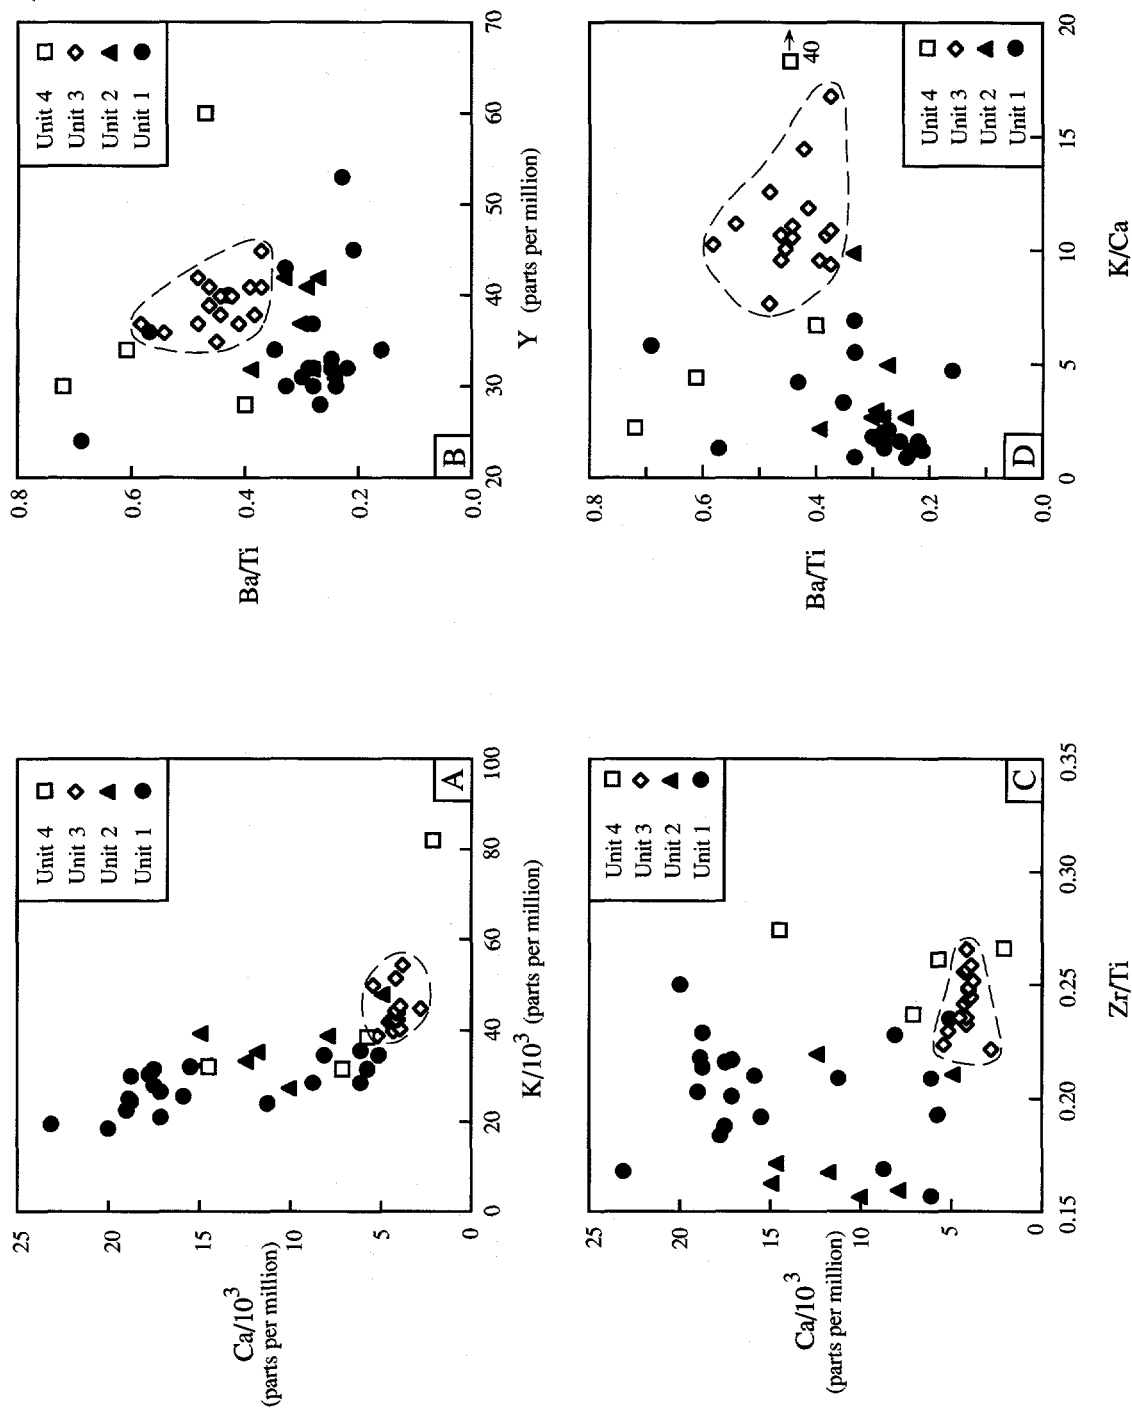 25
20
15
10
5
0
Ca/10³
(parts per million)
0
20
40
60
80
100
K/10³ (parts per million)
Unit 4
Unit 3
Unit 2
Unit 1
A
0.8
0.6
0.4
0.2
0.0
Ba/Ti
20
30
40
50
60
70
Y (parts per million)
Unit 4
Unit 3
Unit 2
Unit 1
B
25
20
15
10
5
0
Ca/10³
(parts per million)
0.15
0.20
0.25
0.30
0.35
Zr/Ti
Unit 4
Unit 3
Unit 2
Unit 1
C
0.8
0.6
0.4
0.2
0.0
Ba/Ti
0
5
10
15
20
K/Ca
40
Unit 4
Unit 3
Unit 2
Unit 1
D